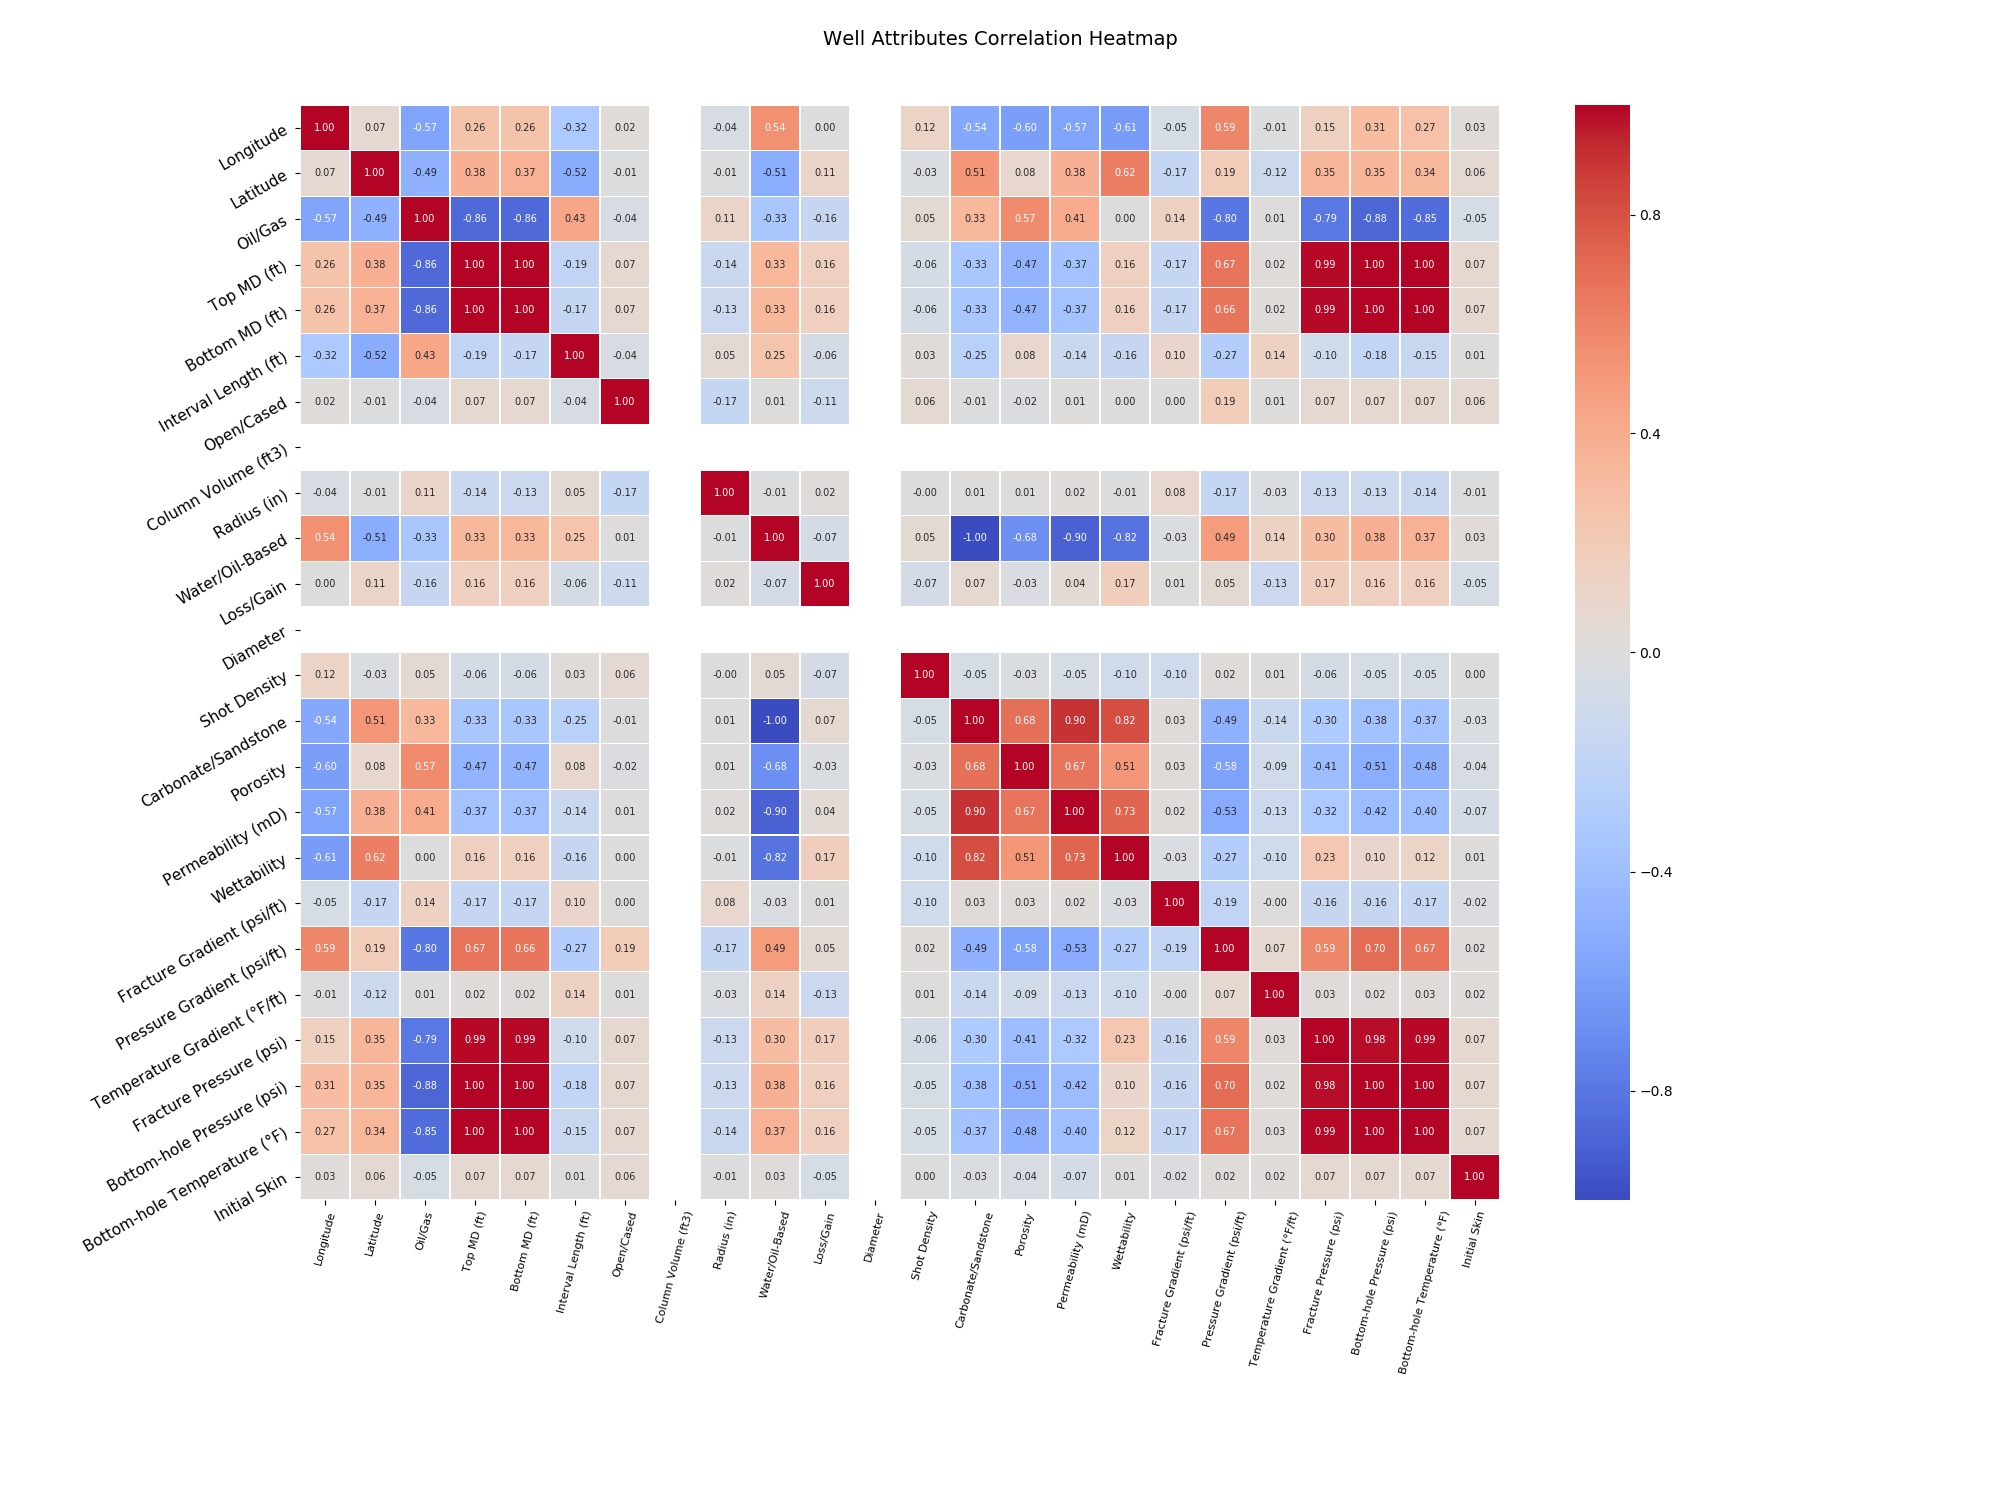 Well Attributes Correlation Heatmap
Longitude 1.00 0.07 -0.57 0.26 0.26 -0.32 0.02 -0.04 0.54 0.00 0.12 -0.54 -0.60 -0.57 -0.61 -0.05 0.59 -0.01 0.15 0.31 0.27 0.03
Latitude 0.07 1.00 -0.49 0.38 0.37 -0.52 -0.01 -0.01 -0.51 0.11 -0.03 0.51 0.08 0.38 0.62 -0.17 0.19 -0.12 0.35 0.35 0.34 0.06
Oil/Gas -0.57 -0.49 1.00 -0.86 -0.86 0.43 -0.04 0.11 -0.33 -0.16 0.05 0.33 0.57 0.41 0.00 0.14 -0.80 0.01 -0.79 -0.88 -0.85 -0.05
Top MD (ft) 0.26 0.38 -0.86 1.00 1.00 -0.19 0.07 -0.14 0.33 0.16 -0.06 -0.33 -0.47 -0.37 0.16 -0.17 0.67 0.02 0.99 1.00 1.00 0.07
Bottom MD (ft) 0.26 0.37 -0.86 1.00 1.00 -0.17 0.07 -0.13 0.33 0.16 -0.06 -0.33 -0.47 -0.37 0.16 -0.17 0.66 0.02 0.99 1.00 1.00 0.07
Interval Length (ft) -0.32 -0.52 0.43 -0.19 -0.17 1.00 -0.04 0.05 0.25 -0.06 0.03 -0.25 0.08 -0.14 -0.16 0.10 -0.27 0.14 -0.10 -0.18 -0.15 0.01
Open/Cased 0.02 -0.01 -0.04 0.07 0.07 -0.04 1.00 -0.17 0.01 -0.11 0.06 -0.01 -0.02 0.01 0.00 0.00 0.19 0.01 0.07 0.07 0.07 0.06
Column Volume (ft3)
Radius (in) -0.04 -0.01 0.11 -0.14 -0.13 0.05 -0.17 1.00 -0.01 0.02 -0.00 0.01 0.01 0.02 -0.01 0.08 -0.17 -0.03 -0.13 -0.13 -0.14 -0.01
Water/Oil-Based 0.54 -0.51 -0.33 0.33 0.33 0.25 0.01 -0.01 1.00 -0.07 0.05 -1.00 -0.68 -0.90 -0.82 -0.03 0.49 0.14 0.30 0.38 0.37 0.03
Loss/Gain 0.00 0.11 -0.16 0.16 0.16 -0.06 -0.11 0.02 -0.07 1.00 -0.07 0.07 -0.03 0.04 0.17 0.01 0.05 -0.13 0.17 0.16 0.16 -0.05
Diameter
Shot Density 0.12 -0.03 0.05 -0.06 -0.06 0.03 0.06 -0.00 0.05 -0.07 1.00 -0.05 -0.03 -0.05 -0.10 -0.10 0.02 0.01 -0.06 -0.05 -0.05 0.00
Carbonate/Sandstone -0.54 0.51 0.33 -0.33 -0.33 -0.25 -0.01 0.01 -1.00 0.07 -0.05 1.00 0.68 0.90 0.82 0.03 -0.49 -0.14 -0.30 -0.38 -0.37 -0.03
Porosity -0.60 0.08 0.57 -0.47 -0.47 0.08 -0.02 0.01 -0.68 -0.03 -0.03 0.68 1.00 0.67 0.51 0.03 -0.58 -0.09 -0.41 -0.51 -0.48 -0.04
Permeability (mD) -0.57 0.38 0.41 -0.37 -0.37 -0.14 0.01 0.02 -0.90 0.04 -0.05 0.90 0.67 1.00 0.73 0.02 -0.53 -0.13 -0.32 -0.42 -0.40 -0.07
Wettability -0.61 0.62 0.00 0.16 0.16 -0.16 0.00 -0.01 -0.82 0.17 -0.10 0.82 0.51 0.73 1.00 -0.03 -0.27 -0.10 0.23 0.10 0.12 0.01
Fracture Gradient (psi/ft) -0.05 -0.17 0.14 -0.17 -0.17 0.10 0.00 0.08 -0.03 0.01 -0.10 0.03 0.03 0.02 -0.03 1.00 -0.19 -0.00 -0.16 -0.16 -0.17 -0.02
Pressure Gradient (psi/ft) 0.59 0.19 -0.80 0.67 0.66 -0.27 0.19 -0.17 0.49 0.05 0.02 -0.49 -0.58 -0.53 -0.27 -0.19 1.00 0.07 0.59 0.70 0.67 0.02
Temperature Gradient (°F/ft) -0.01 -0.12 0.01 0.02 0.02 0.14 0.01 -0.03 0.14 -0.13 0.01 -0.14 -0.09 -0.13 -0.10 -0.00 0.07 1.00 0.03 0.02 0.03 0.02
Fracture Pressure (psi) 0.15 0.35 -0.79 0.99 0.99 -0.10 0.07 -0.13 0.30 0.17 -0.06 -0.30 -0.41 -0.32 0.23 -0.16 0.59 0.03 1.00 0.98 0.99 0.07
Bottom-hole Pressure (psi) 0.31 0.35 -0.88 1.00 1.00 -0.18 0.07 -0.13 0.38 0.16 -0.05 -0.38 -0.51 -0.42 0.10 -0.16 0.70 0.02 0.98 1.00 1.00 0.07
Bottom-hole Temperature (°F) 0.27 0.34 -0.85 1.00 1.00 -0.15 0.07 -0.14 0.37 0.16 -0.05 -0.37 -0.48 -0.40 0.12 -0.17 0.67 0.03 0.99 1.00 1.00 0.07
Initial Skin 0.03 0.06 -0.05 0.07 0.07 0.01 0.06 -0.01 0.03 -0.05 0.00 -0.03 -0.04 -0.07 0.01 -0.02 0.02 0.02 0.07 0.07 0.07 1.00
Longitude
Latitude
Oil/Gas
Top MD (ft)
Bottom MD (ft)
Interval Length (ft)
Open/Cased
Column Volume (ft3)
Radius (in)
Water/Oil-Based
Loss/Gain
Diameter
Shot Density
Carbonate/Sandstone
Porosity
Permeability (mD)
Wettability
Fracture Gradient (psi/ft)
Pressure Gradient (psi/ft)
Temperature Gradient (°F/ft)
Fracture Pressure (psi)
Bottom-hole Pressure (psi)
Bottom-hole Temperature (°F)
Initial Skin
0.8
0.4
0.0
−0.4
−0.8